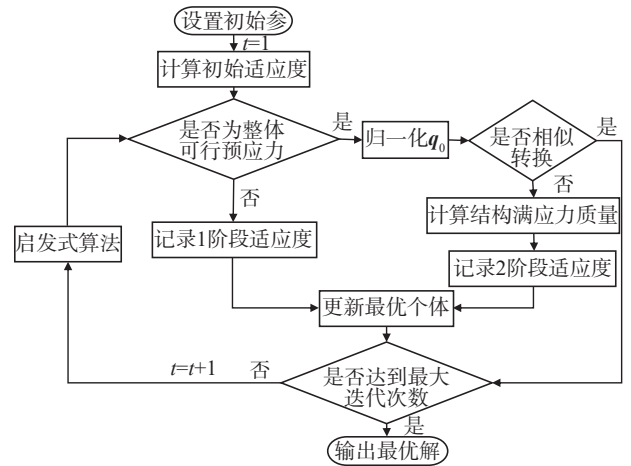 设置初始参
t=1
计算初始适应度
是否为整体
可行预应力
是
归一化q0
是否相似
转换
是
否
否
计算结构满应力质量
启发式算法
记录1阶段适应度
记录2阶段适应度
更新最优个体
t=t+1
否
是否达到最大
迭代次数
是
输出最优解